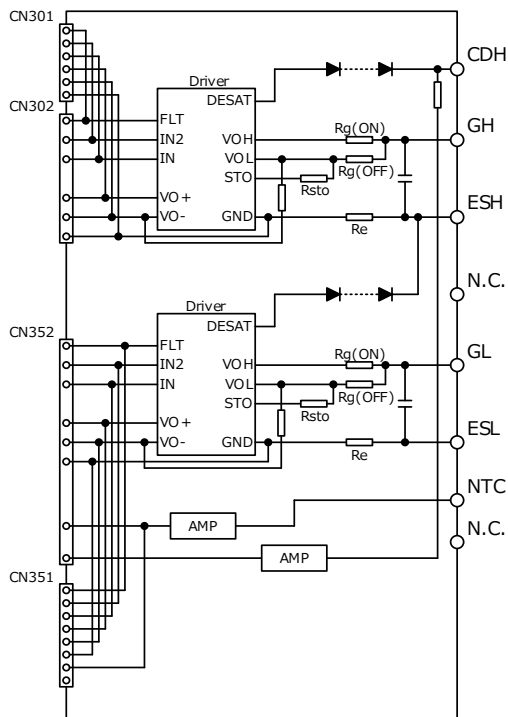 CN301
CDH
Driver
DESAT
CN302
FLT
IN2
VOH
Rg(ON)
GH
IN
VOL
Rg(OFF)
STO
Rsto
VO+
VO-
GND
Re
ESH
N.C.
Driver
DESAT
CN352
FLT
IN2
VOH
Rg(ON)
GL
IN
VOL
Rg(OFF)
STO
Rsto
VO+
VO-
GND
Re
ESL
NTC
AMP
N.C.
AMP
CN351